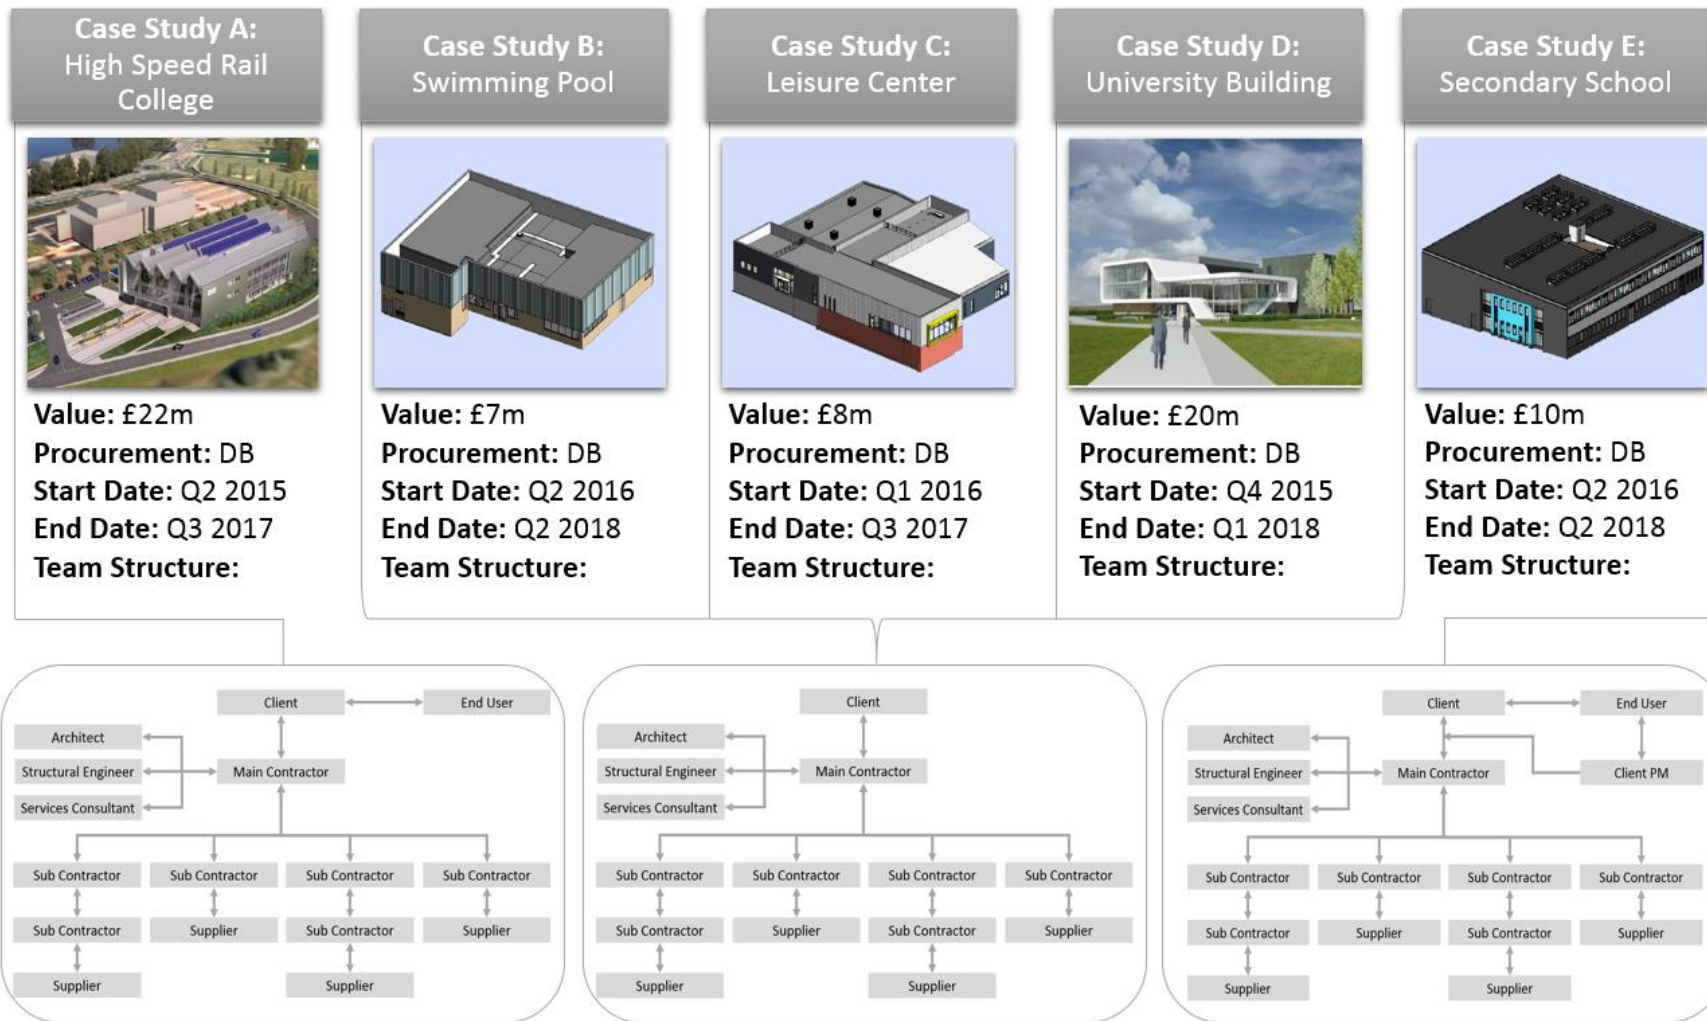 Case Study A:
High Speed Rail
College
Case Study B:
Swimming Pool
Case Study C:
Leisure Center
Case Study D:
University Building
Case Study E:
Secondary School
Value: £22m
Procurement: DB
Start Date: Q2 2015
End Date: Q3 2017
Team Structure:
Value: £7m
Procurement: DB
Start Date: Q2 2016
End Date: Q2 2018
Team Structure:
Value: £8m
Procurement: DB
Start Date: Q1 2016
End Date: Q3 2017
Team Structure:
Value: £20m
Procurement: DB
Start Date: Q4 2015
End Date: Q1 2018
Team Structure:
Value: £10m
Procurement: DB
Start Date: Q2 2016
End Date: Q2 2018
Team Structure:
Client
End User
Architect
Structural Engineer
Main Contractor
Services Consultant
Sub Contractor
Sub Contractor
Sub Contractor
Sub Contractor
Sub Contractor
Supplier
Sub Contractor
Supplier
Supplier
Supplier
Client
Architect
Structural Engineer
Main Contractor
Services Consultant
Sub Contractor
Sub Contractor
Sub Contractor
Sub Contractor
Sub Contractor
Supplier
Sub Contractor
Supplier
Supplier
Supplier
Client
End User
Architect
Structural Engineer
Main Contractor
Client PM
Services Consultant
Sub Contractor
Sub Contractor
Sub Contractor
Sub Contractor
Sub Contractor
Supplier
Sub Contractor
Supplier
Supplier
Supplier